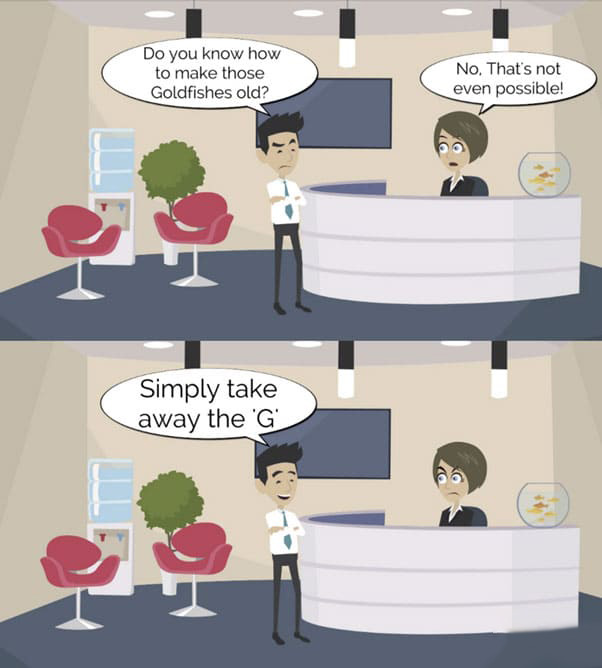 Do you know how
to make those
Goldfishes old?
No, That's not
even possible!
Simply take
away the 'G'